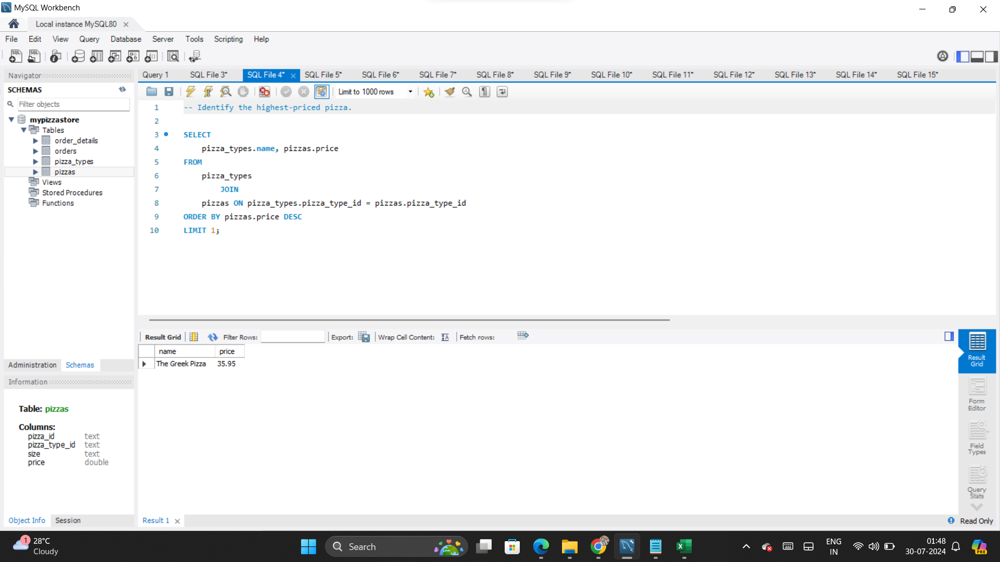 MySQL Workbench
Local instance MySQL80
File Edit View Query Database Server Tools Scripting Help
Navigator
Query 1 SQL File 3* SQL File 4* SQL File 5* SQL File 6* SQL File 7* SQL File 8* SQL File 9* SQL File 10* SQL File 11* SQL File 12* SQL File 13* SQL File 14* SQL File 15*
SCHEMAS
Limit to 1000 rows
Filter objects
mypizzastore
Tables
order_details
orders
pizza_types
pizzas
Views
Stored Procedures
Functions
1 -- Identify the highest-priced pizza.
2
3 SELECT
4 pizza_types.name, pizzas.price
5 FROM
6 pizza_types
7 JOIN
8 pizzas ON pizza_types.pizza_type_id = pizzas.pizza_type_id
9 ORDER BY pizzas.price DESC
10 LIMIT 1;
Result Grid Filter Rows: Export: Wrap Cell Content: Fetch rows:
name price
The Greek Pizza 35.95
Result
Grid
Form
Editor
Field
Types
Query
Stats
Administration Schemas
Information
Table: pizzas
Columns:
pizza_id text
pizza_type_id text
size text
price double
Object Info Session
Result 1
Read Only
1
28°C
Cloudy
Search
ENG
IN
01:48
30-07-2024
PRE